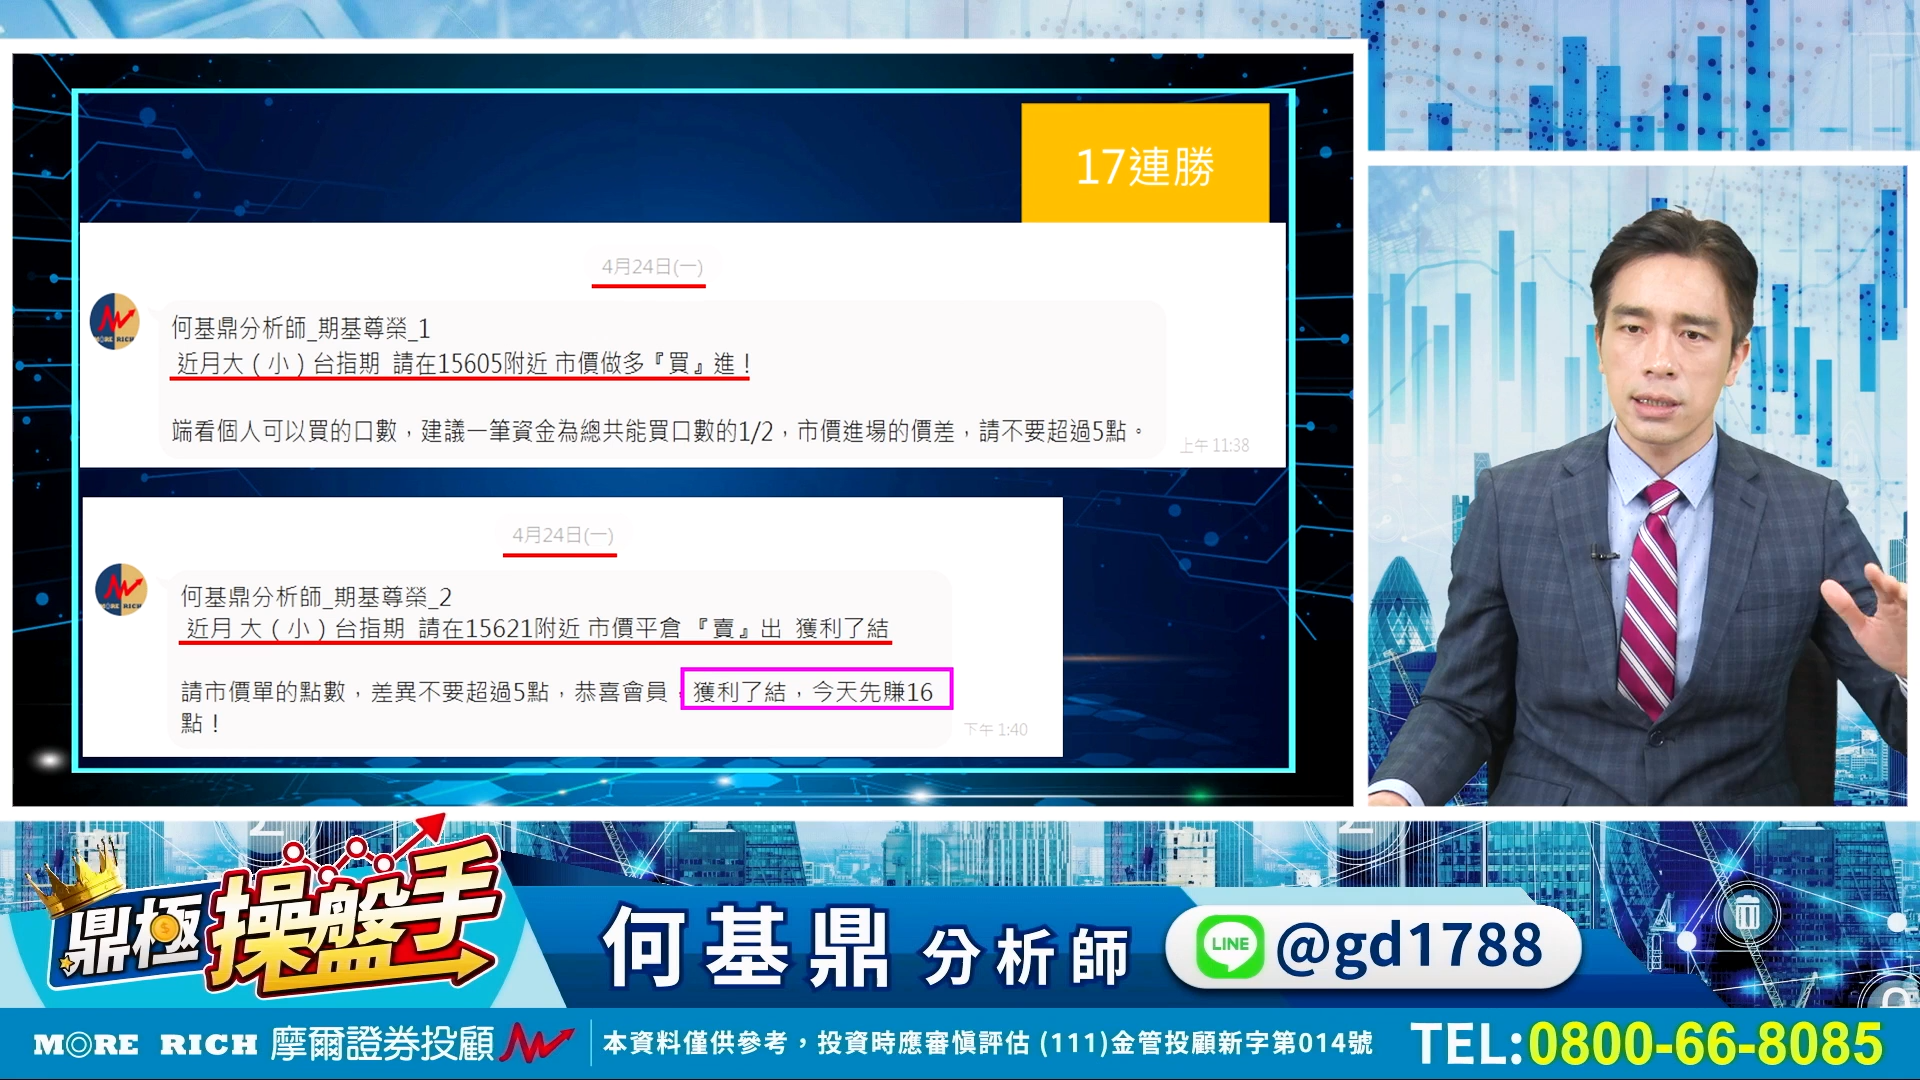 17連勝
4月24日(一)
何基鼎分析師_期基尊榮_1
近月大（小）台指期 請在15605附近 市價做多『買』進！
端看個人可以買的口數，建議一筆資金為總共能買口數的1/2，市價進場的價差，請不要超過5點。
上午 11:38
MORE RICH
4月24日(一)
何基鼎分析師_期基尊榮_2
近月 大（小）台指期 請在15621附近 市價平倉 『賣』出 獲利了結
請市價單的點數，差異不要超過5點，恭喜會員，獲利了結，今天先賺16
點！
下午 1:40
MORE RICH
鼎極操盤手
何基鼎 分析師
LINE @gd1788
MORE RICH 摩爾證券投顧
本資料僅供參考，投資時應審慎評估 (111)金管投顧新字第014號
TEL:0800-66-8085